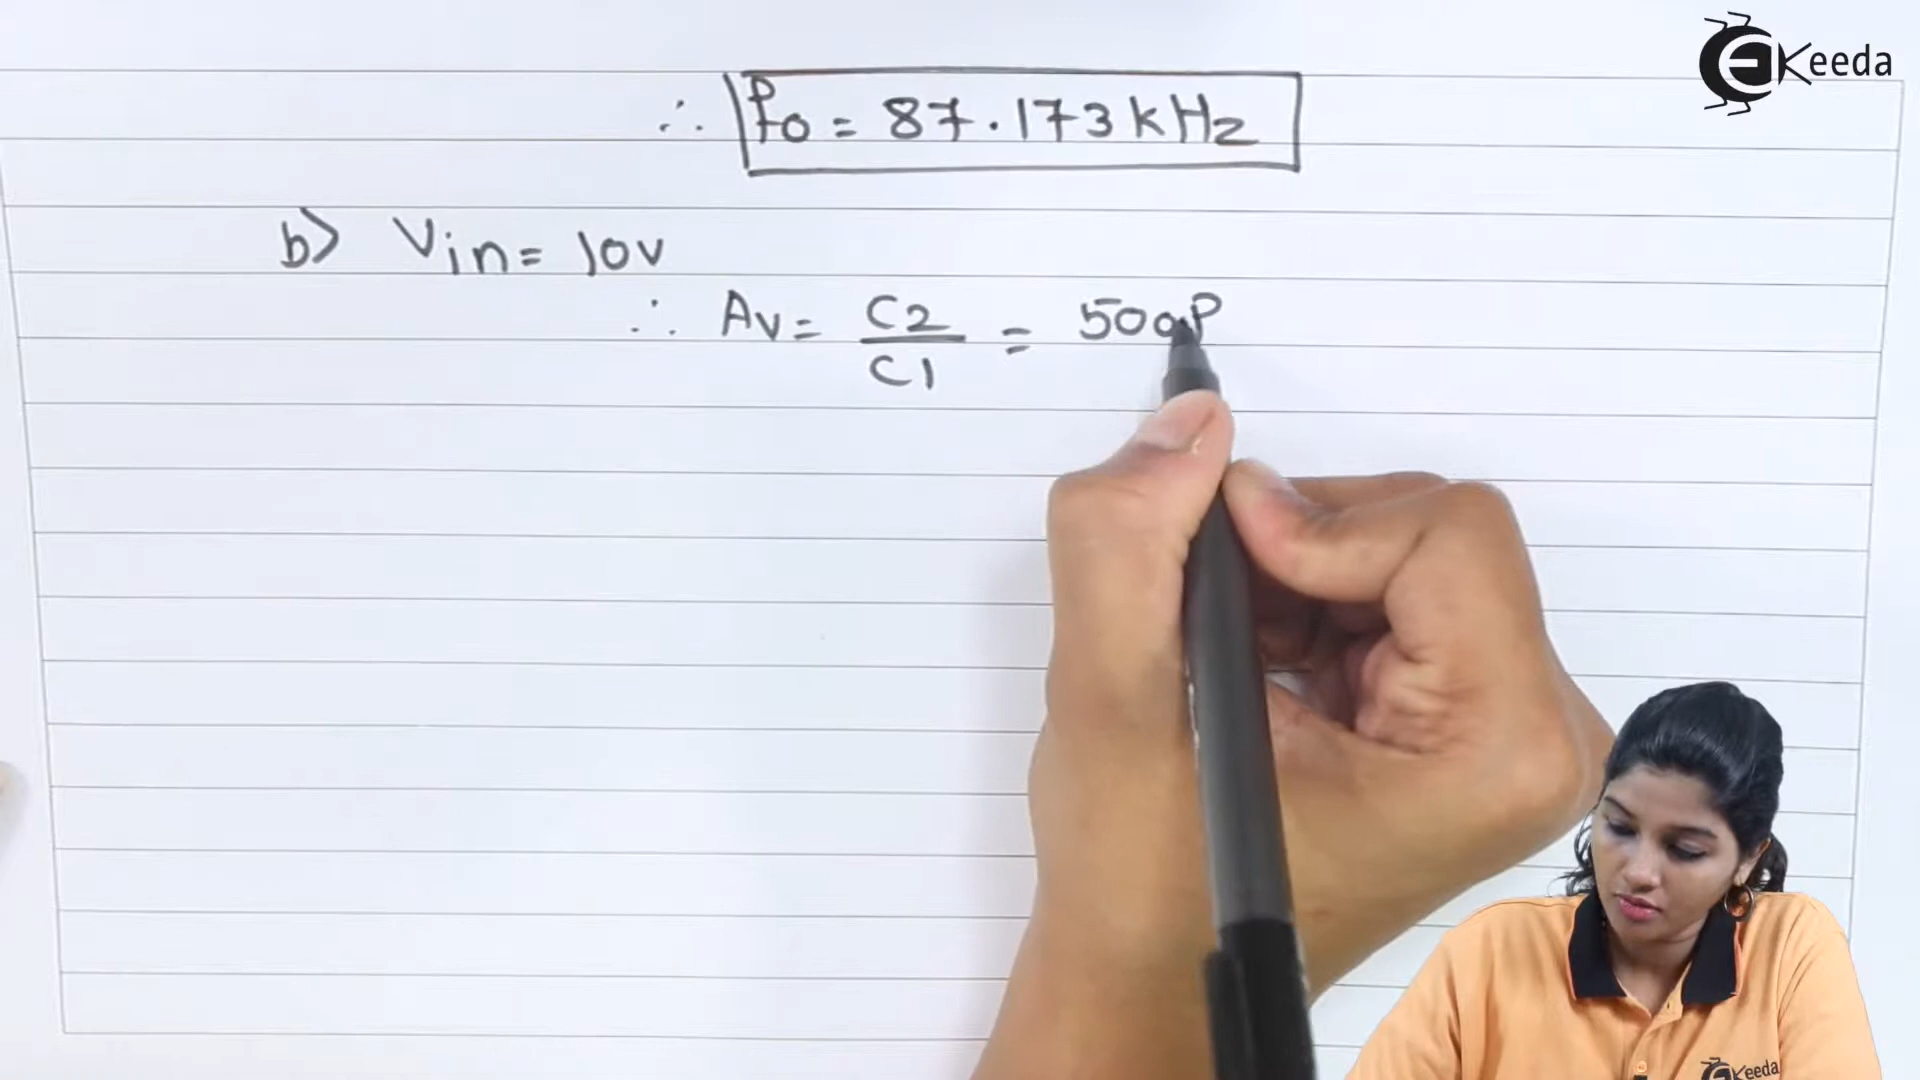 EKeeda
∴ fo = 87.173 kHz
b) Vin = 10V
∴ Av = C2/C1 = 500P
EKeeda